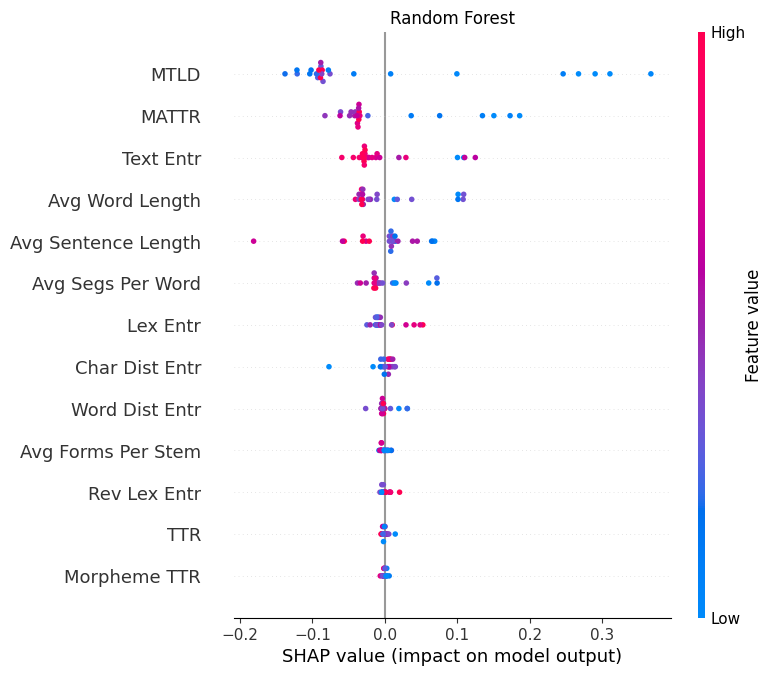 Random Forest
High
MTLD
MATTR
Text Entr
Avg Word Length
Avg Sentence Length
Avg Segs Per Word
Lex Entr
Char Dist Entr
Word Dist Entr
Avg Forms Per Stem
Rev Lex Entr
TTR
Morpheme TTR
Feature value
Low
−0.2 −0.1 0.0 0.1 0.2 0.3
SHAP value (impact on model output)